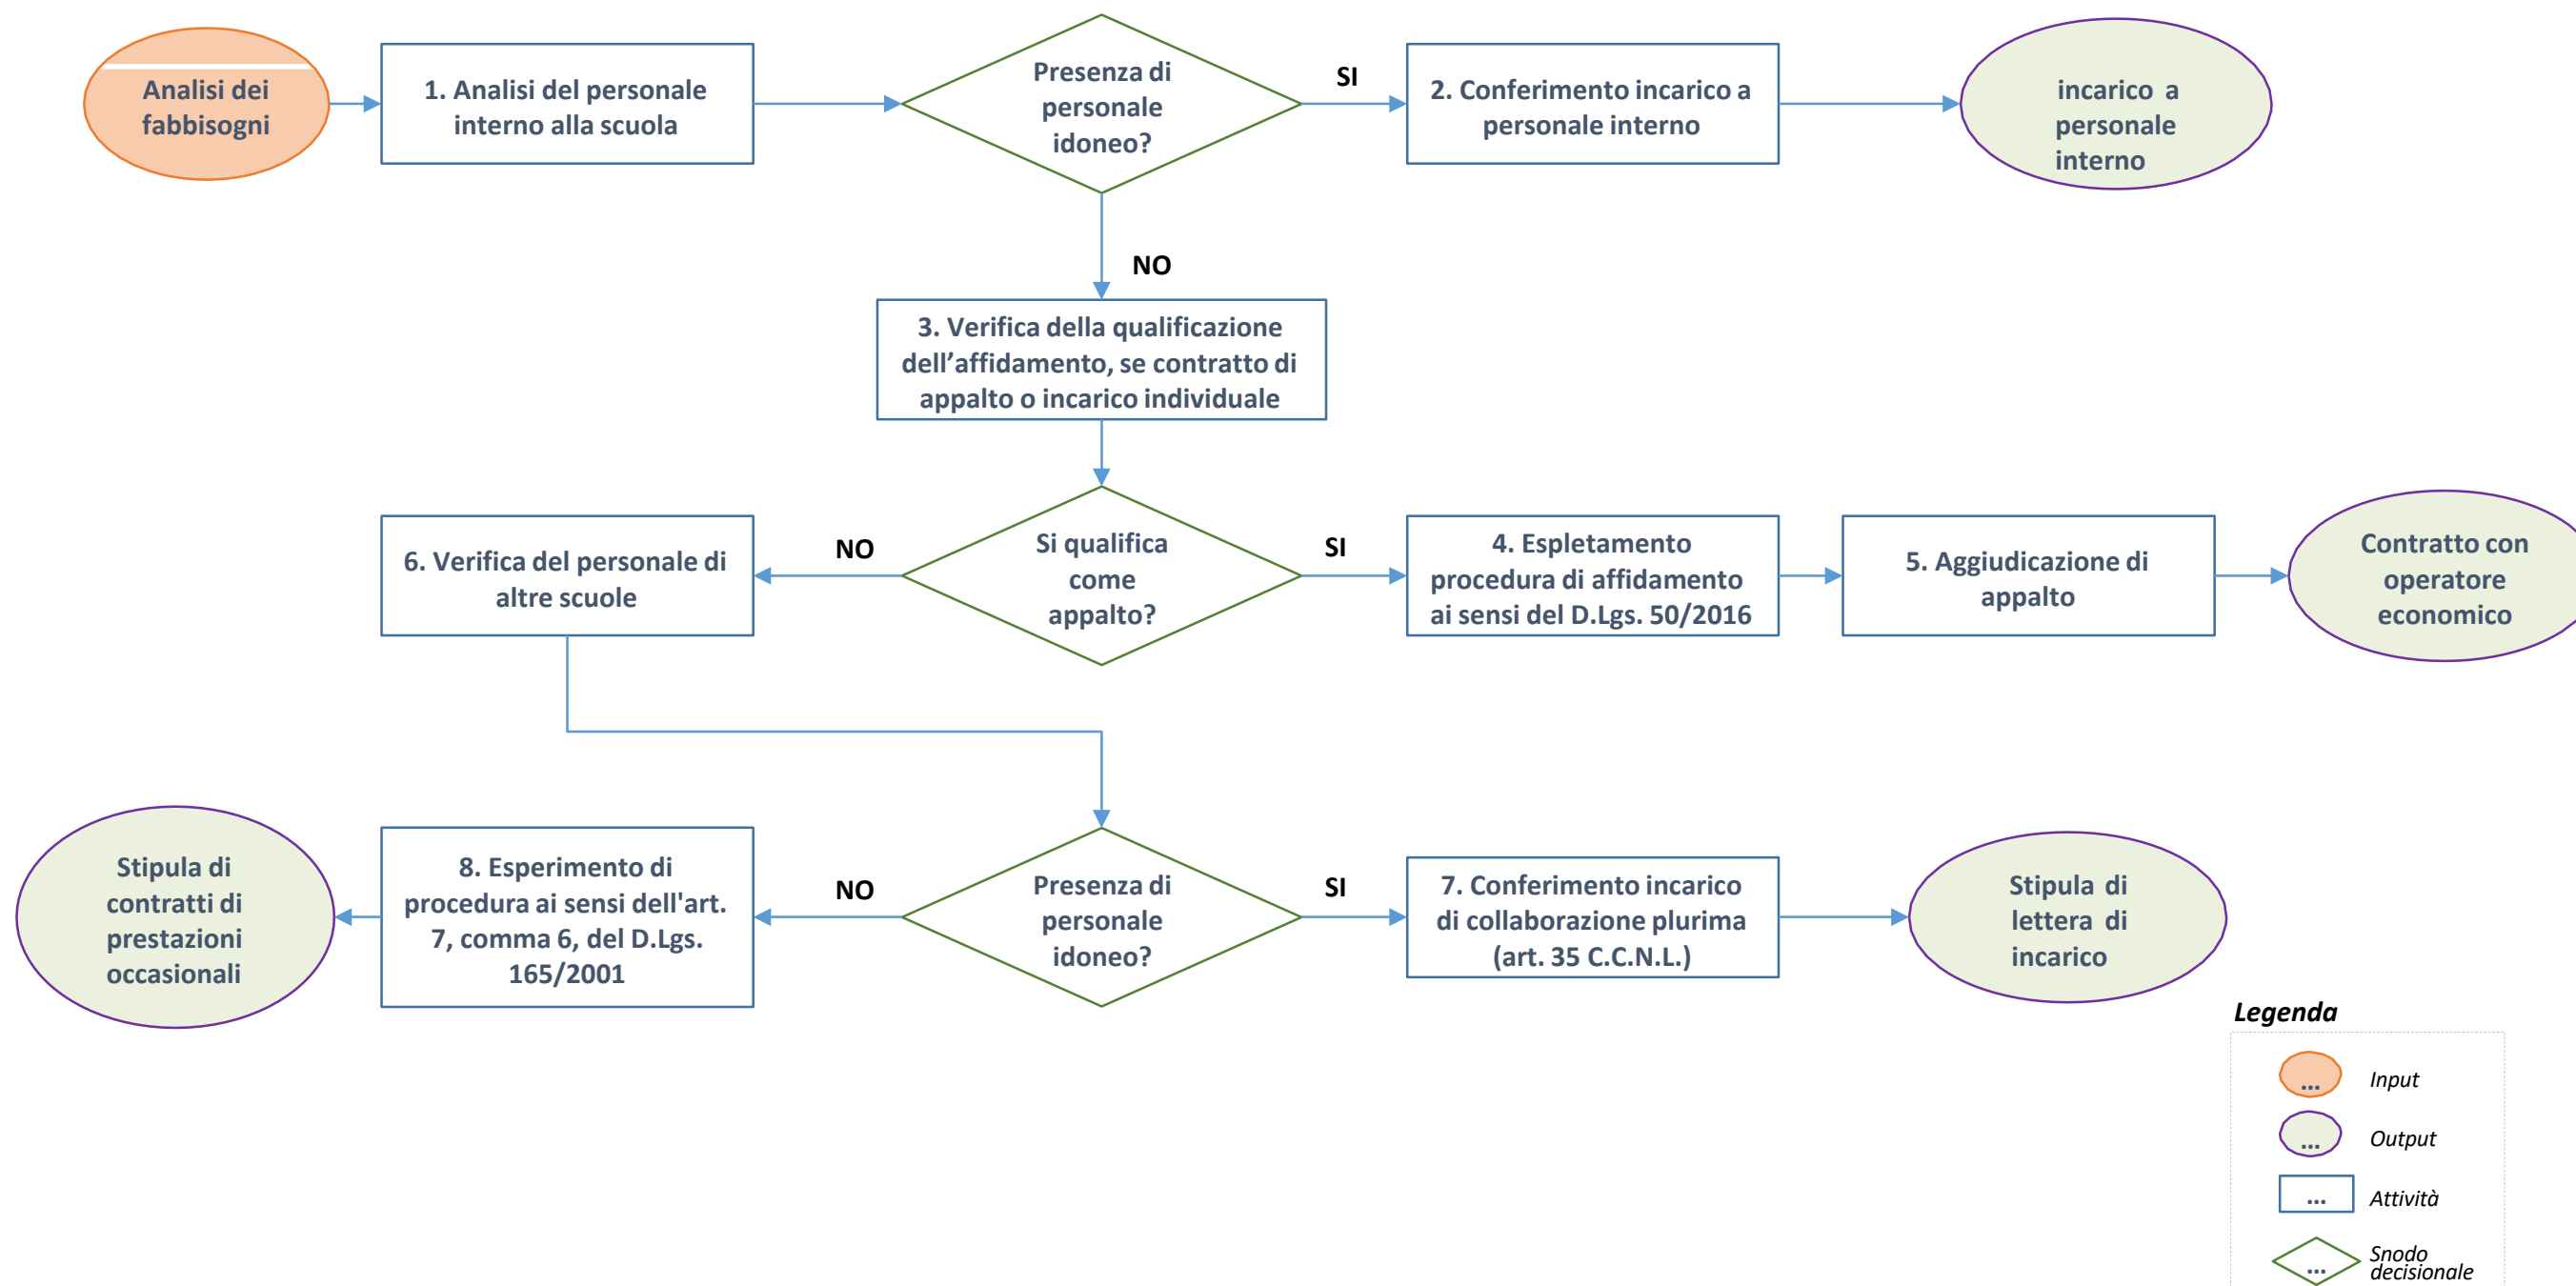 Analisi dei
fabbisogni
1. Analisi del personale
interno alla scuola
Presenza di
personale
idoneo?
SI
2. Conferimento incarico a
personale interno
incarico a
personale
interno
NO
3. Verifica della qualificazione
dell’affidamento, se contratto di
appalto o incarico individuale
6. Verifica del personale di
altre scuole
NO
Si qualifica
come
appalto?
SI
4. Espletamento
procedura di affidamento
ai sensi del D.Lgs. 50/2016
5. Aggiudicazione di
appalto
Contratto con
operatore
economico
Stipula di
contratti di
prestazioni
occasionali
8. Esperimento di
procedura ai sensi dell'art.
7, comma 6, del D.Lgs.
165/2001
NO
Presenza di
personale
idoneo?
SI
7. Conferimento incarico
di collaborazione plurima
(art. 35 C.C.N.L.)
Stipula di
lettera di
incarico
Legenda
... Input
... Output
... Attività
... Snodo
decisionale